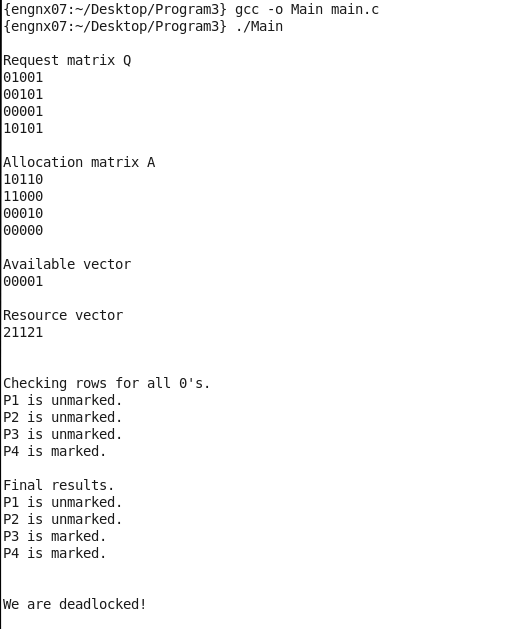 {engnx07:~/Desktop/Program3} gcc -o Main main.c
{engnx07:~/Desktop/Program3} ./Main
Request matrix Q
01001
00101
00001
10101
Allocation matrix A
10110
11000
00010
00000
Available vector
00001
Resource vector
21121
Checking rows for all 0's.
P1 is unmarked.
P2 is unmarked.
P3 is unmarked.
P4 is marked.
Final results.
P1 is unmarked.
P2 is unmarked.
P3 is marked.
P4 is marked.
We are deadlocked!